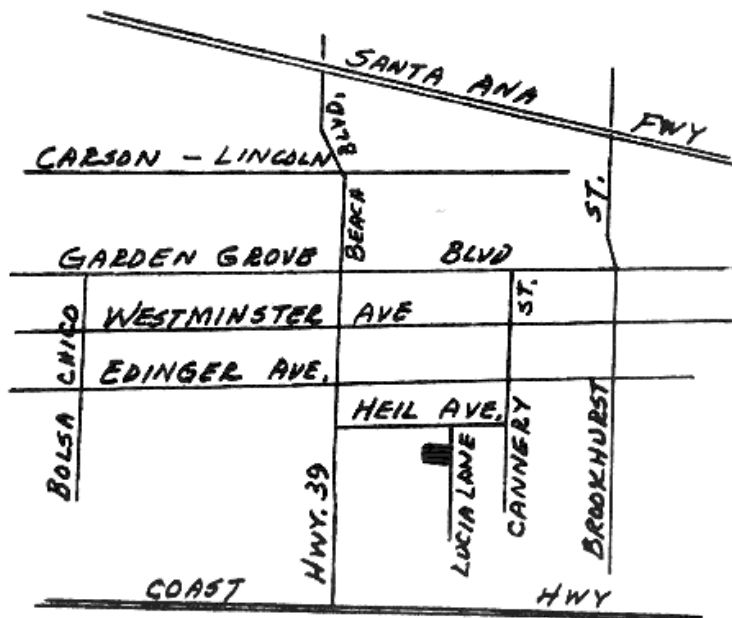 SANTA ANA FWY
BLVD.
CARSON - LINCOLN
ST.
BEACH
GARDEN GROVE BLVD
WESTMINSTER AVE
ST.
BOLSA CHICO
EDINGER AVE.
HEIL AVE.
CANNERY
BROOKHURST
LUCIA LANE
HWY. 39
COAST HWY